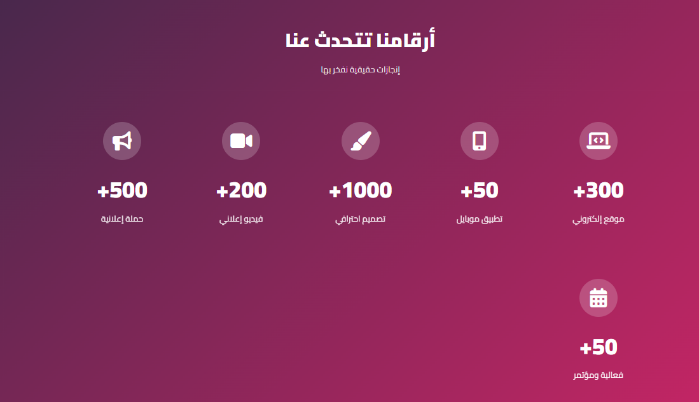 أرقامنا تتحدث عنا
إنجازات حقيقية نفخر بها
+300
موقع إلكتروني
+50
تطبيق موبايل
+1000
تصميم احترافي
+200
فيديو إعلاني
+500
حملة إعلانية
+50
فعالية ومؤتمر